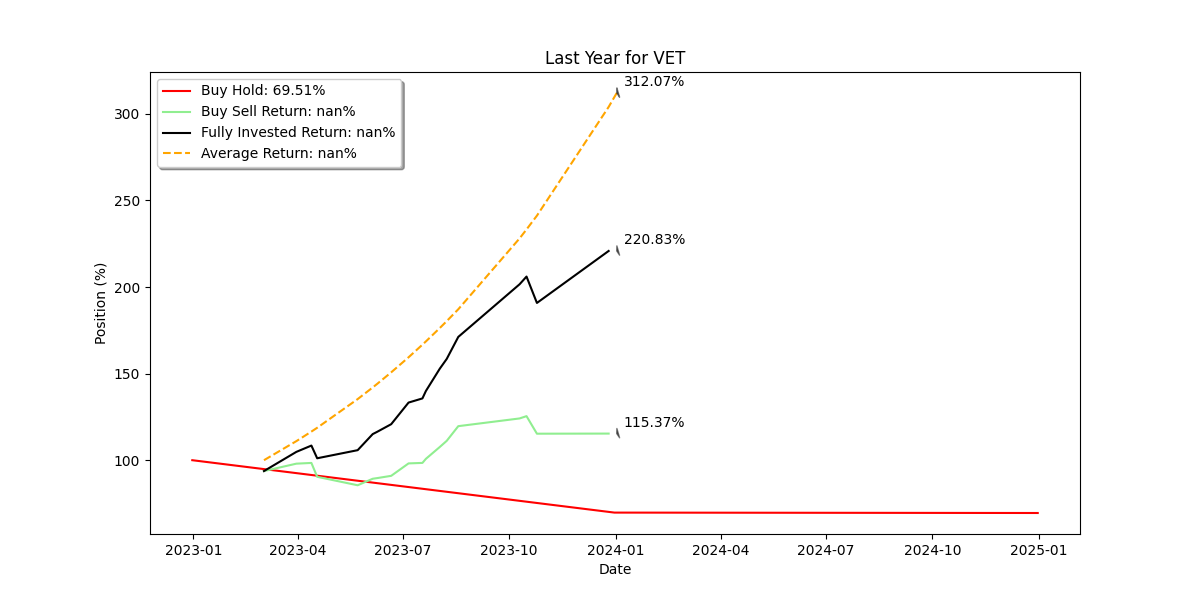 Last Year for VET
312.07%
Buy Hold: 69.51%
Buy Sell Return: nan%
Fully Invested Return: nan%
Average Return: nan%
300
250
220.83%
200
Position (%)
150
115.37%
100
2023-01 2023-04 2023-07 2023-10 2024-01 2024-04 2024-07 2024-10 2025-01
Date